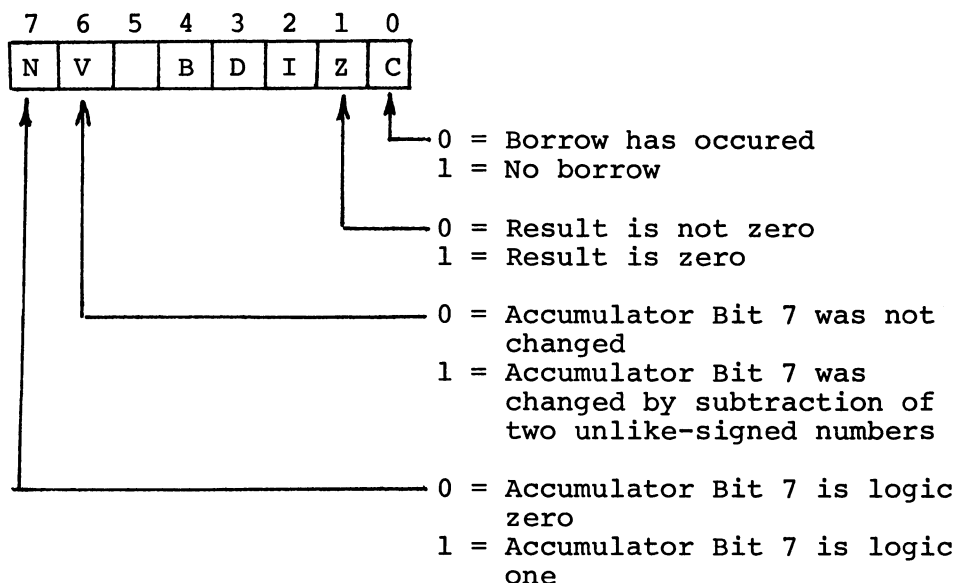 7 6 5 4 3 2 1 0
N V B D I Z C
0 = Borrow has occured
1 = No borrow
0 = Result is not zero
1 = Result is zero
0 = Accumulator Bit 7 was not
changed
1 = Accumulator Bit 7 was
changed by subtraction of
two unlike-signed numbers
0 = Accumulator Bit 7 is logic
zero
1 = Accumulator Bit 7 is logic
one